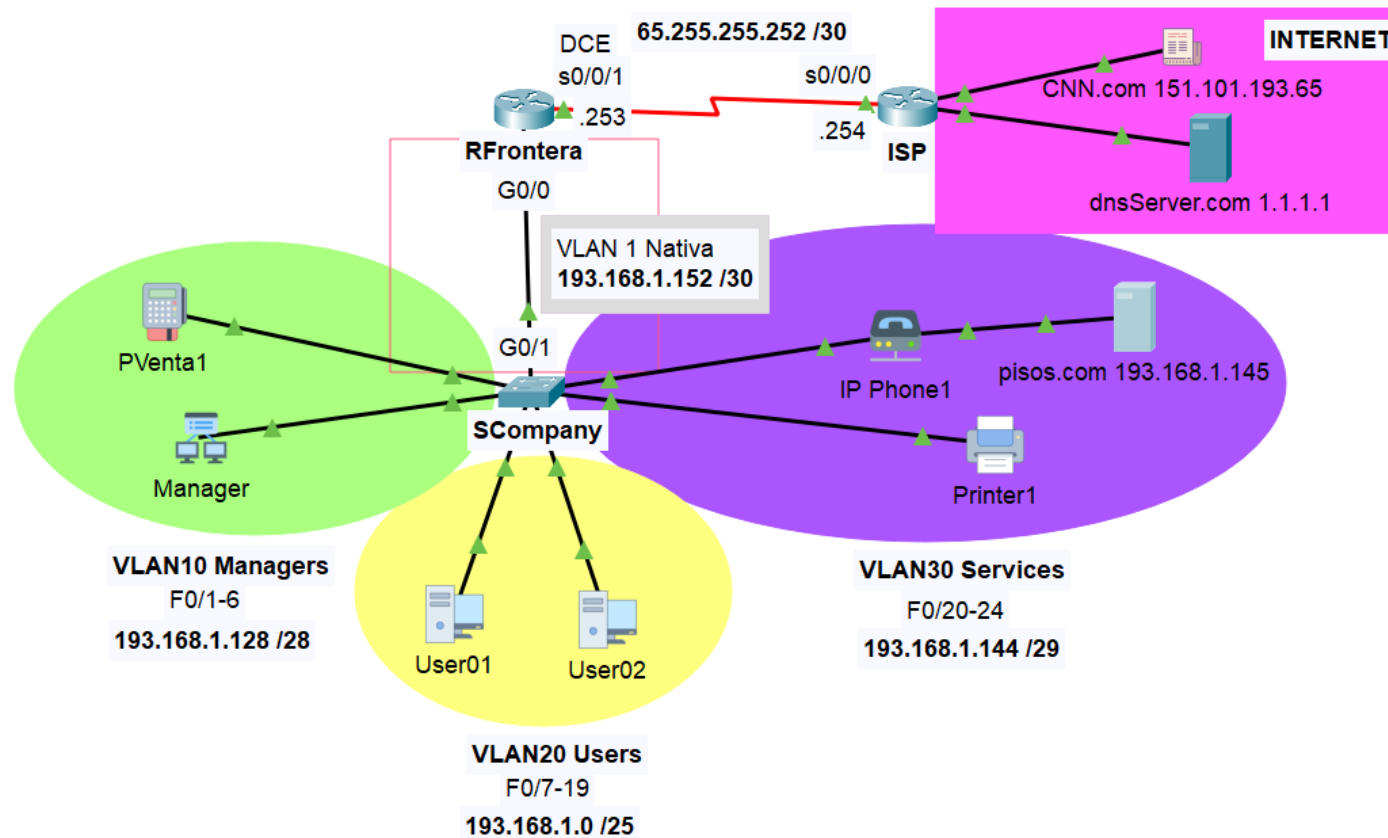 65.255.255.252 /30
INTERNET
DCE
s0/0/1
s0/0/0
CNN.com 151.101.193.65
.253
.254
RFrontera
ISP
G0/0
dnsServer.com 1.1.1.1
VLAN 1 Nativa
193.168.1.152 /30
PVenta1
G0/1
IP Phone1
pisos.com 193.168.1.145
SCompany
Manager
Printer1
VLAN10 Managers
F0/1-6
193.168.1.128 /28
User01
User02
VLAN30 Services
F0/20-24
193.168.1.144 /29
VLAN20 Users
F0/7-19
193.168.1.0 /25